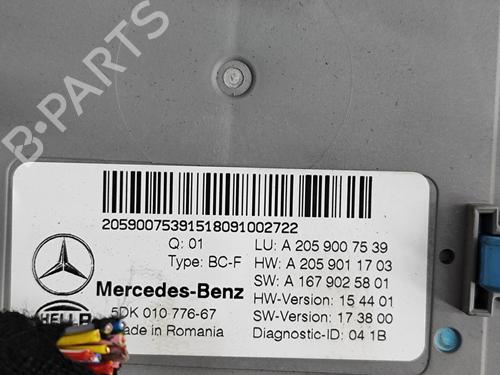 B-PARTS
20590075391518091002722
Q: 01 LU: A 205 900 75 39
Type: BC-F HW: A 205 901 17 03
SW: A 167 902 58 01
Mercedes-Benz HW-Version: 15 44 01
5DK 010 776-67 SW-Version: 17 38 00
Made in Romania Diagnostic-ID: 04 1B
HELLA